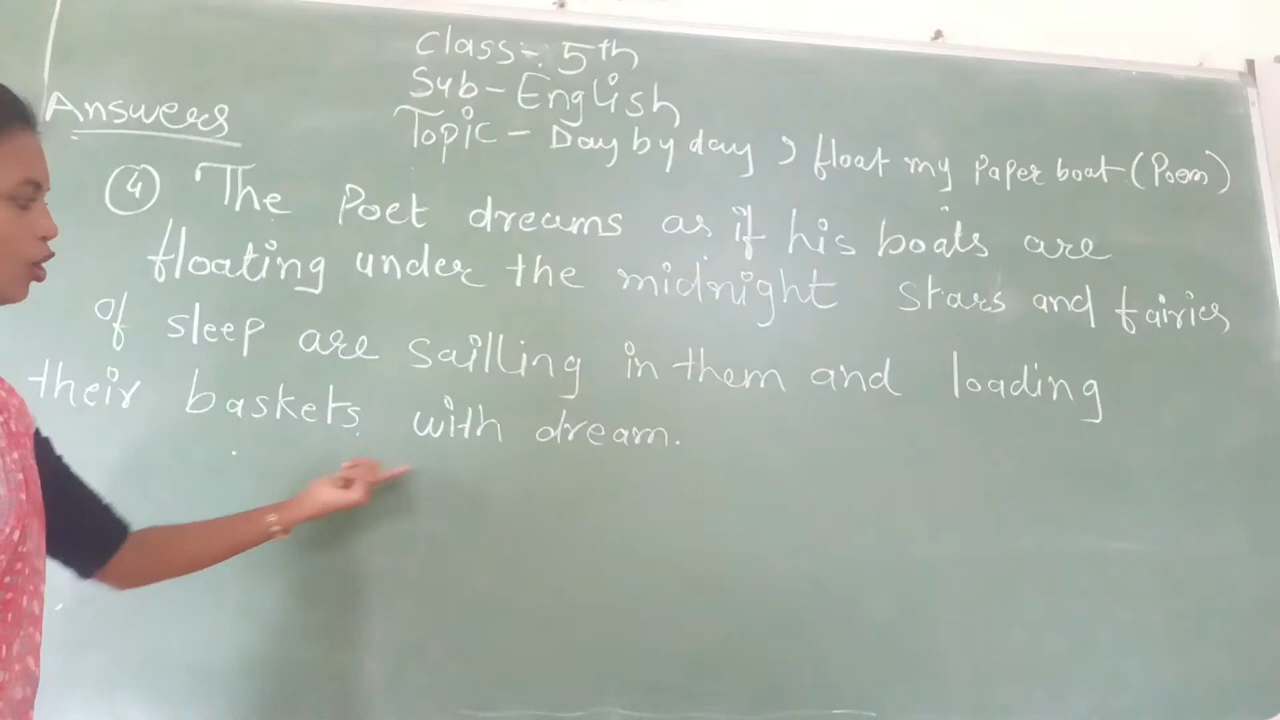 Class-. 5th
Sub- English
Topic - Day by day I float my Paper boat (Poem)
Answers
④ The Poet dreams as if his boats are
floating under the midnight stars and fairies
of sleep are sailling in them and loading
their baskets with dream.